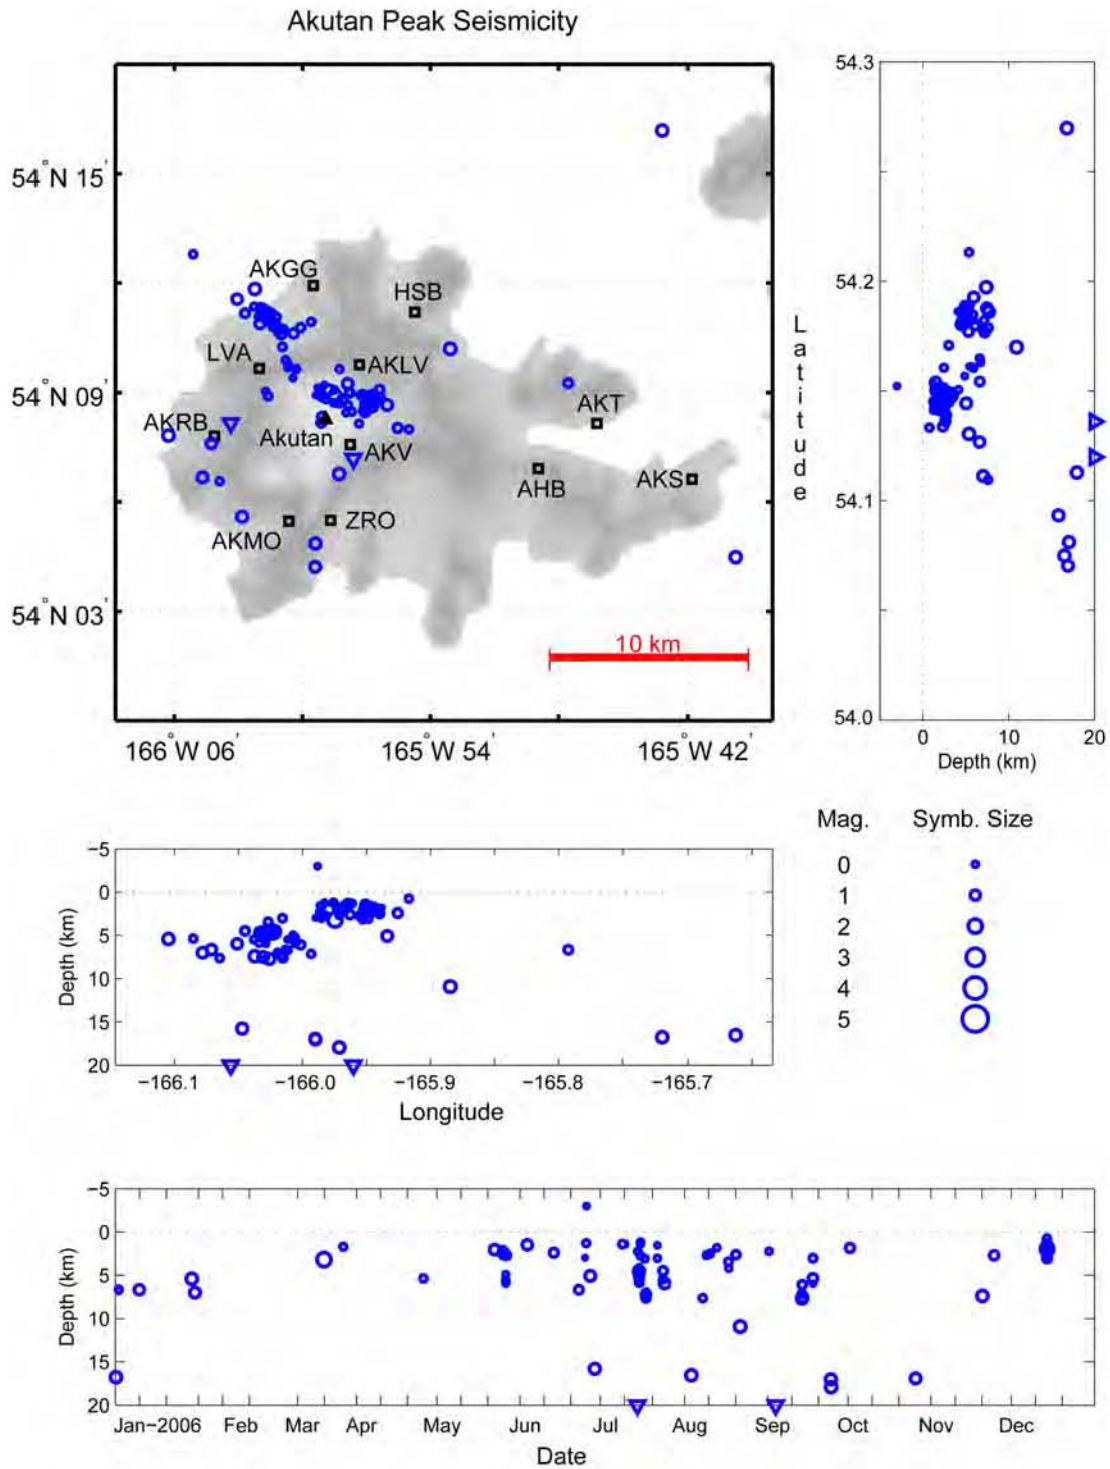 Akutan Peak Seismicity
54°N 15'
54°N 09'
54°N 03'
166°W 06'
165°W 54'
165°W 42'
AKGG
HSB
LVA
AKLV
AKRB
Akutan
AKV
AKT
AHB
AKS
AKMO
ZRO
10 km
Latitude
54.3
54.2
54.1
54.0
0
10
20
Depth (km)
Mag.
Symb. Size
0
1
2
3
4
5
−5
0
5
10
15
20
Depth (km)
−166.1
−166.0
−165.9
−165.8
−165.7
Longitude
−5
0
5
10
15
20
Depth (km)
Jan−2006
Feb
Mar
Apr
May
Jun
Jul
Aug
Sep
Oct
Nov
Dec
Date